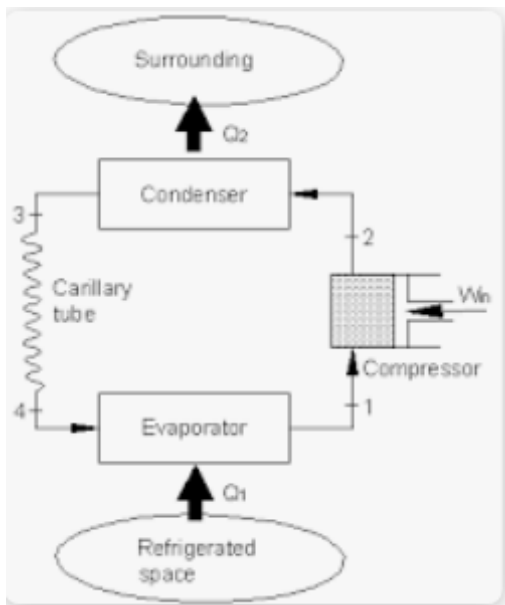 Surrounding
Q2
Condenser
3
2
Carillary
tube
Win
Compressor
4
1
Evaporator
Q1
Refrigerated
space